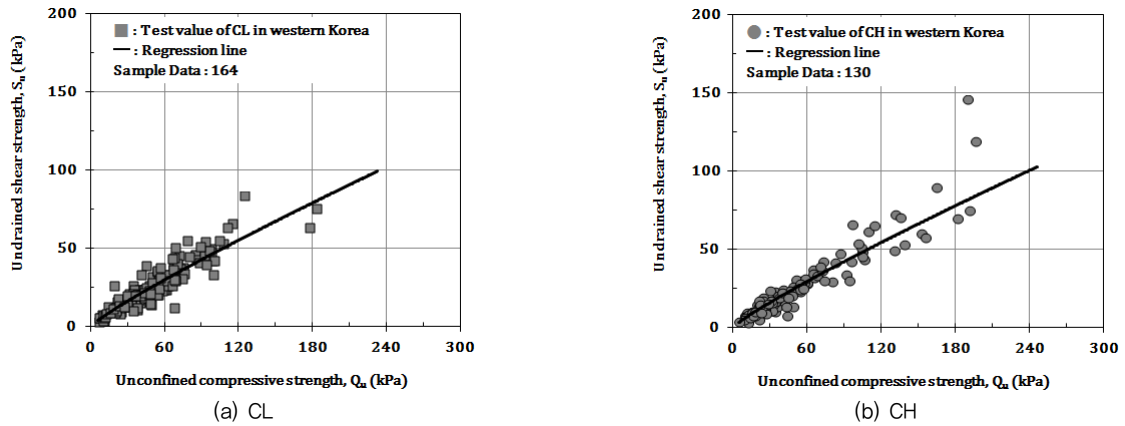 200
150
100
50
0
0 60 120 180 240 300
Undrained shear strength, Su (kPa)
: Test value of CL in western Korea
: Regression line
Sample Data : 164
Unconfined compressive strength, Qu (kPa)
(a) CL
200
150
100
50
0
0 60 120 180 240 300
Undrained shear strength, Su (kPa)
: Test value of CH in western Korea
: Regression line
Sample Data : 130
Unconfined compressive strength, Qu (kPa)
(b) CH